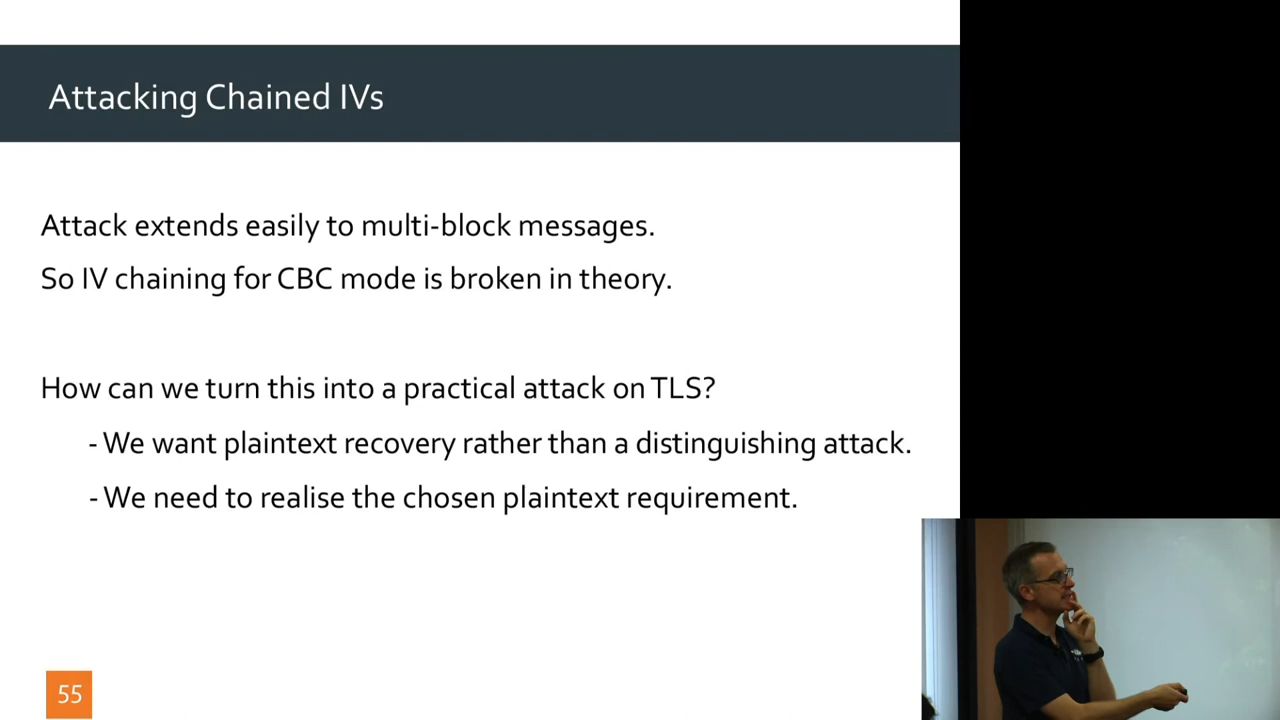 Attacking Chained IVs
Attack extends easily to multi-block messages.
So IV chaining for CBC mode is broken in theory.
How can we turn this into a practical attack on TLS?
- We want plaintext recovery rather than a distinguishing attack.
- We need to realise the chosen plaintext requirement.
55